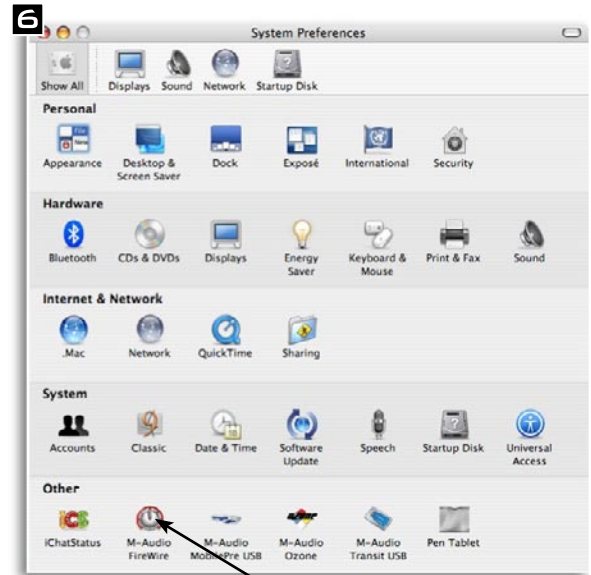 6
System Preferences
Show All Displays Sound Network Startup Disk
Personal
Appearance Desktop & Screen Saver Dock Exposé International Security
Hardware
Bluetooth CDs & DVDs Displays Energy Saver Keyboard & Mouse Print & Fax Sound
Internet & Network
.Mac Network QuickTime Sharing
System
Accounts Classic Date & Time Software Update Speech Startup Disk Universal Access
Other
iChatStatus M-Audio FireWire M-Audio MobilePre USB M-Audio Ozone M-Audio Transit USB Pen Tablet